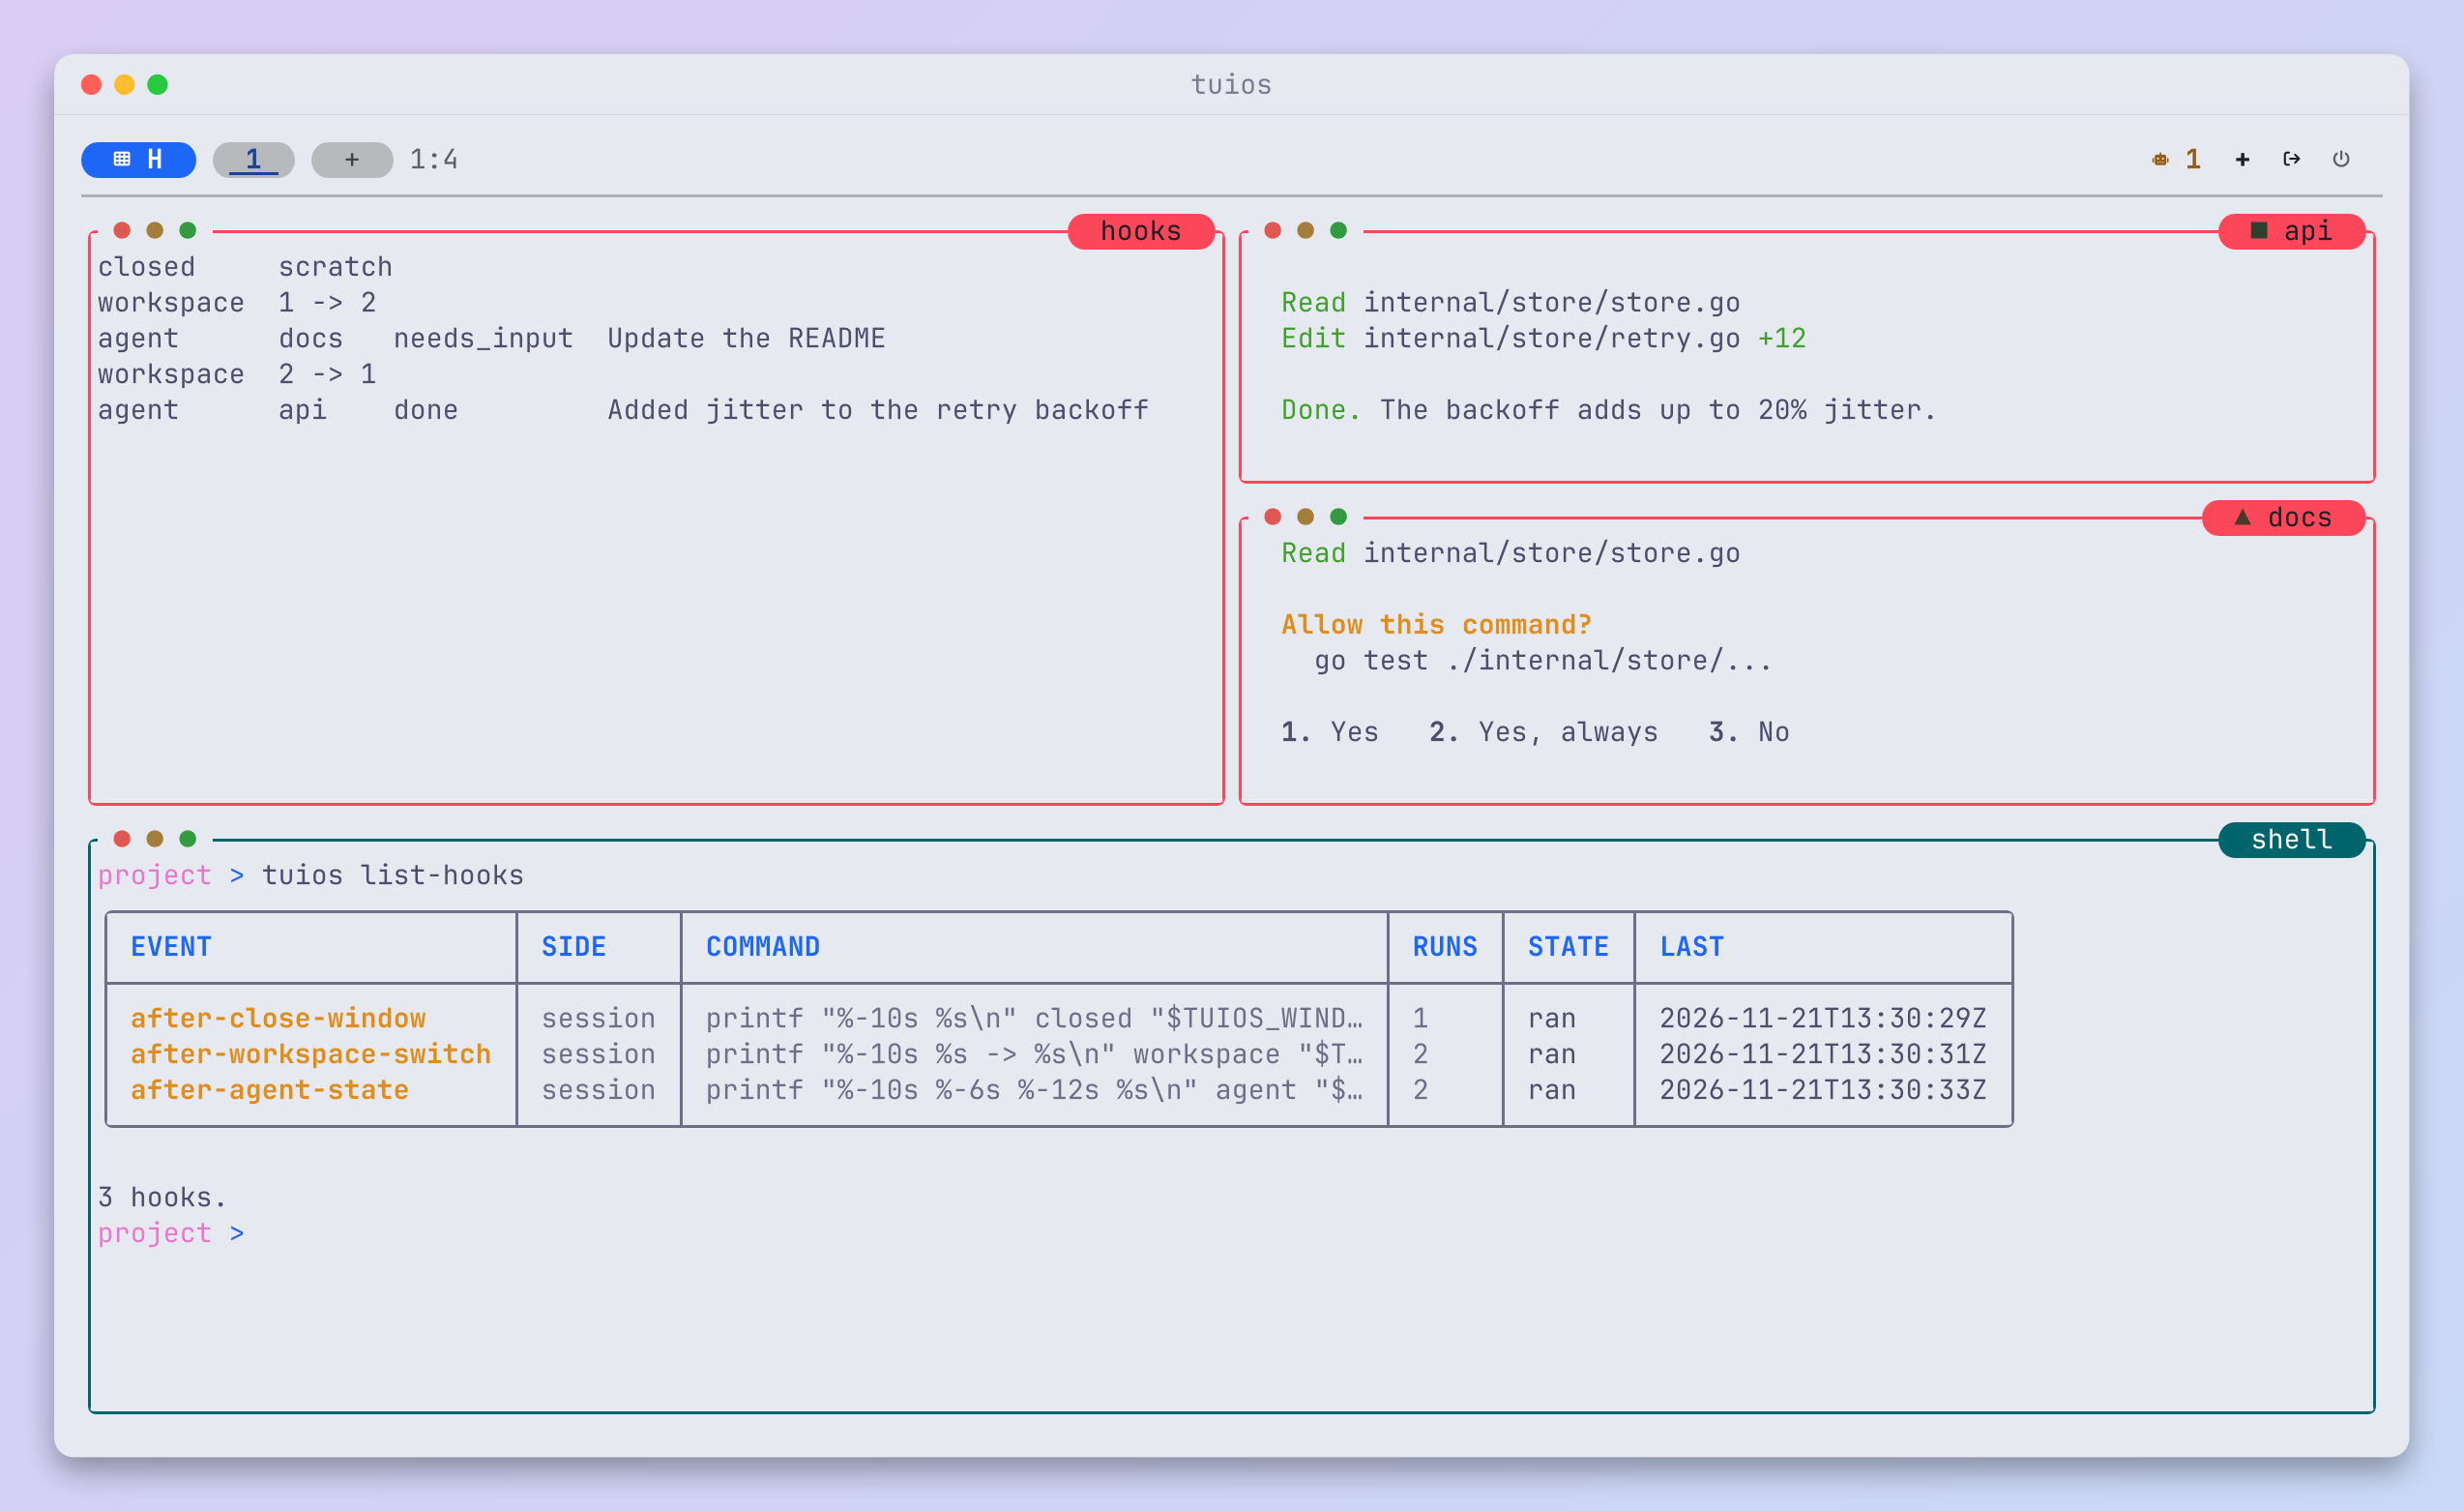 tuios
H 1 + 1:4 1
hooks
closed scratch
workspace 1 -> 2
agent docs needs_input Update the README
workspace 2 -> 1
agent api done Added jitter to the retry backoff
api
Read internal/store/store.go
Edit internal/store/retry.go +12
Done. The backoff adds up to 20% jitter.
docs
Read internal/store/store.go
Allow this command?
go test ./internal/store/...
1. Yes 2. Yes, always 3. No
shell
project > tuios list-hooks
EVENT SIDE COMMAND RUNS STATE LAST
after-close-window session printf "%-10s %s\n" closed "$TUIOS_WIND… 1 ran 2026-11-21T13:30:29Z
after-workspace-switch session printf "%-10s %s -> %s\n" workspace "$T… 2 ran 2026-11-21T13:30:31Z
after-agent-state session printf "%-10s %-6s %-12s %s\n" agent "$… 2 ran 2026-11-21T13:30:33Z
3 hooks.
project >